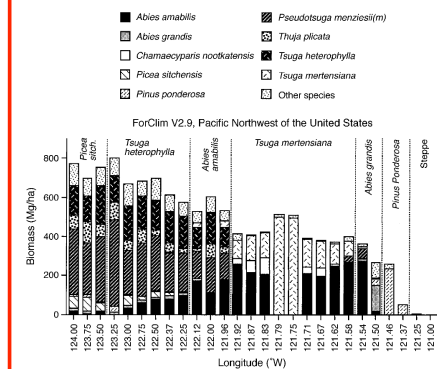 Abies amabilis
Abies grandis
Chamaecyparis nootkatensis
Picea sitchensis
Pinus ponderosa
Pseudotsuga menziesii(m)
Thuja plicata
Tsuga heterophylla
Tsuga mertensiana
Other species
ForClim V2.9, Pacific Northwest of the United States
Picea
sitch.
Tsuga
heterophylla
Abies
amabilis
Tsuga mertensiana
Abies grandis
Pinus Ponderosa
Steppe
Biomass (Mg/ha)
800
600
400
200
0
124.00
123.75
123.50
123.25
123.00
122.75
122.50
122.37
122.25
122.12
122.00
121.96
121.92
121.87
121.83
121.79
121.75
121.71
121.67
121.62
121.58
121.54
121.50
121.46
121.37
121.25
121.00
Longitude (˚W)